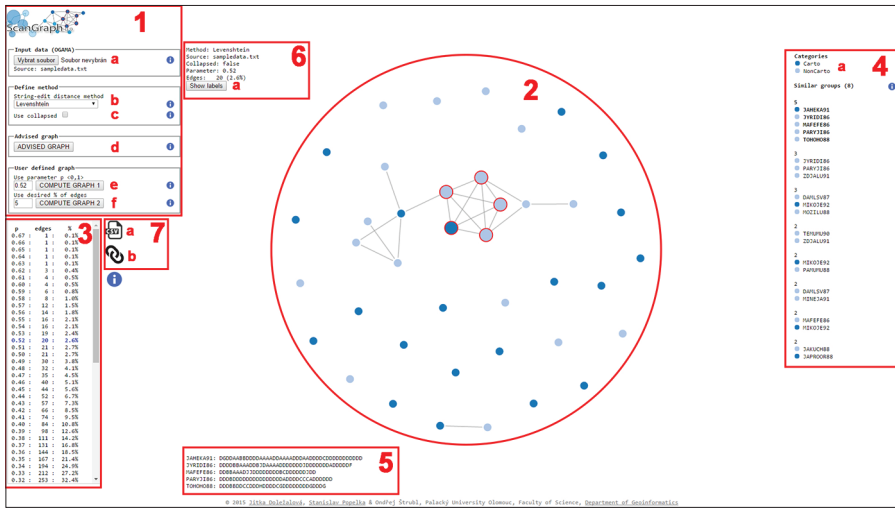 ScanGraph
1
Input data (OGAMA)
Vybrat soubor Soubor nevybrán a
Source: sampledata.txt
Define method
String-edit distance method
Levenshtein b
Use collapsed c
Advised graph
ADVISED GRAPH d
User defined graph
Use parameter p <0,1>
0.52 COMPUTE GRAPH 1 e
Use desired % of edges
5 COMPUTE GRAPH 2 f
3
p edges %
0.67 : 1 : 0.1%
0.66 : 1 : 0.1%
0.65 : 1 : 0.1%
0.64 : 1 : 0.1%
0.63 : 1 : 0.1%
0.62 : 3 : 0.4%
0.61 : 4 : 0.5%
0.60 : 4 : 0.5%
0.59 : 6 : 0.8%
0.58 : 8 : 1.0%
0.57 : 12 : 1.5%
0.56 : 14 : 1.8%
0.55 : 16 : 2.1%
0.54 : 16 : 2.1%
0.53 : 19 : 2.4%
0.52 : 20 : 2.6%
0.51 : 21 : 2.7%
0.50 : 21 : 2.7%
0.49 : 30 : 3.8%
0.48 : 32 : 4.1%
0.47 : 35 : 4.5%
0.46 : 40 : 5.1%
0.45 : 44 : 5.6%
0.44 : 52 : 6.7%
0.43 : 57 : 7.3%
0.42 : 66 : 8.5%
0.41 : 74 : 9.5%
0.40 : 84 : 10.8%
0.39 : 98 : 12.6%
0.38 : 111 : 14.2%
0.37 : 131 : 16.8%
0.36 : 144 : 18.5%
0.35 : 167 : 21.4%
0.34 : 194 : 24.9%
0.33 : 212 : 27.2%
0.32 : 253 : 32.4%
7
CSV a
b
6
Method: Levenshtein
Source: sampledata.txt
Collapsed: false
Parameter: 0.52
Edges: 20 (2.6%)
Show labels a
2
4
Categories
Carto a
NonCarto
Similar groups (8)
5
JAHEKA91
JYRIDI86
MAFEFE86
PARYJI86
TOHOHO88
3
JYRIDI86
PARYJI86
ZDJALU91
3
DAMLSV87
MIKOJE92
MOZILU88
2
TEMUMU90
ZDJALU91
2
MIKOJE92
PAMUMU88
2
DAMLSV87
MINEJA91
2
MAFEFE86
MIKOJE92
2
JAKUCH88
JAPROOR88
5
JAHEKA91:
JYRIDI86:
MAFEFE86:
PARYJI86:
TOHOHO88:
© 2015 Jitka Doležalová, Stanislav Popelka & Ondřej Štrubl, Palacký University Olomouc, Faculty of Science, Department of Geoinformatics